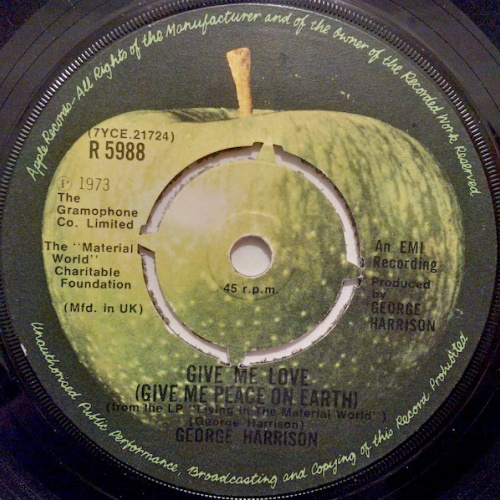 Apple Records-All Rights of the Manufacturer and of the Owner of the Recorded Work Reserved
(7YCE.21724)
R 5988
Ⓟ 1973
The
Gramophone
Co. Limited
The "Material
World"
Charitable
Foundation
(Mfd. in UK)
45 r.p.m.
An EMI
Recording
Produced
by
GEORGE
HARRISON
GIVE ME LOVE
(GIVE ME PEACE ON EARTH)
(from the LP "Living In The Material World")
(George Harrison)
GEORGE HARRISON
Unauthorised Public Performance, Broadcasting and Copying of this Record Prohibited